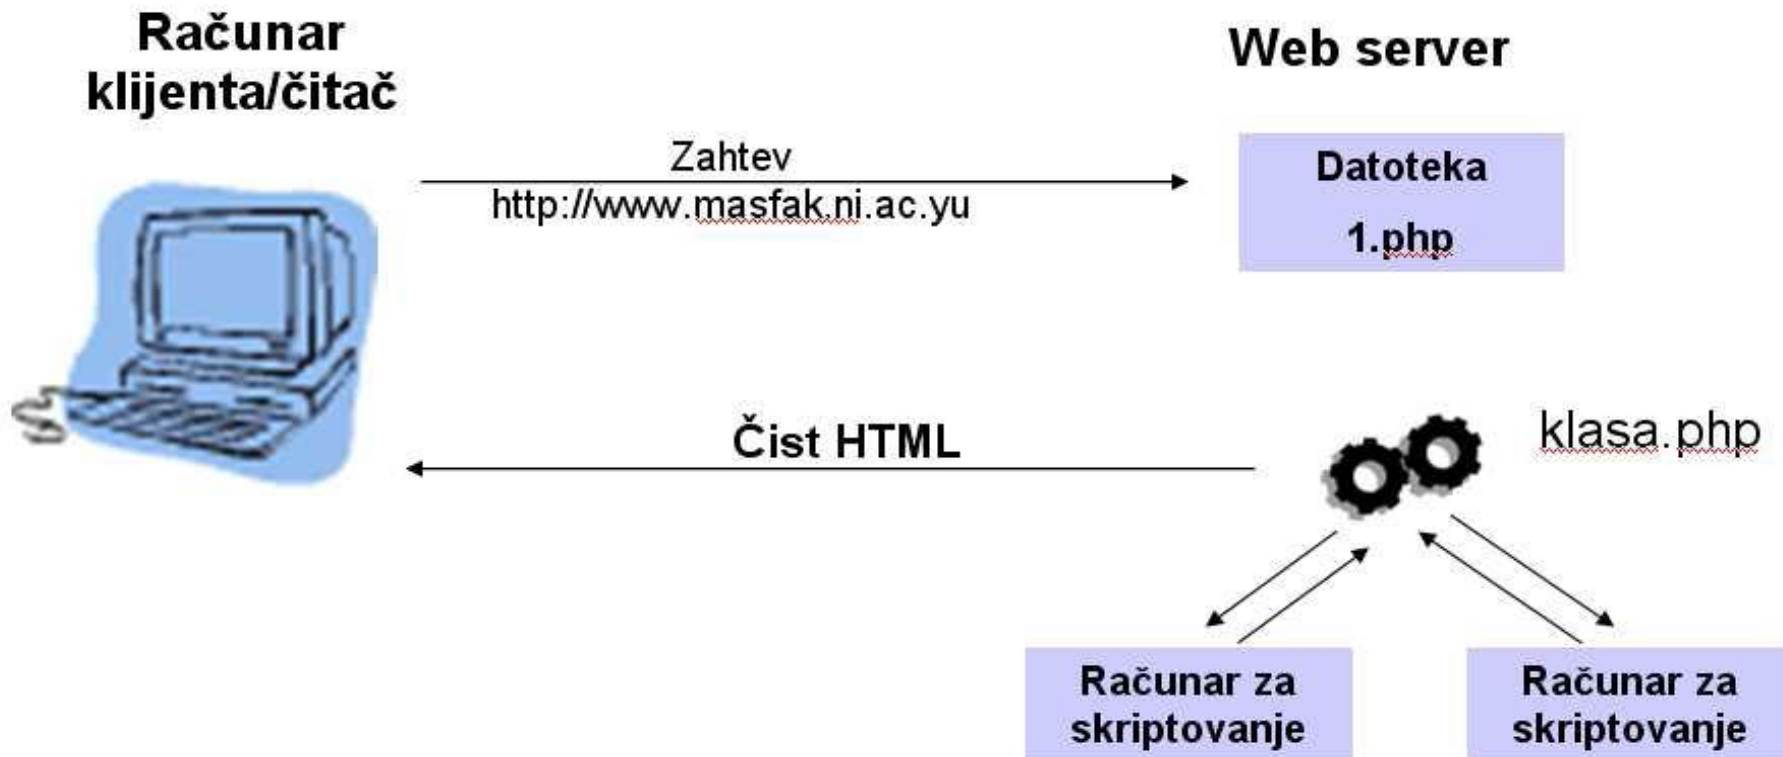 Računar
klijenta/čitač
Web server
Zahtev
http://www.masfak.ni.ac.yu
Datoteka
1.php
Čist HTML
klasa.php
Računar za
skriptovanje
Računar za
skriptovanje